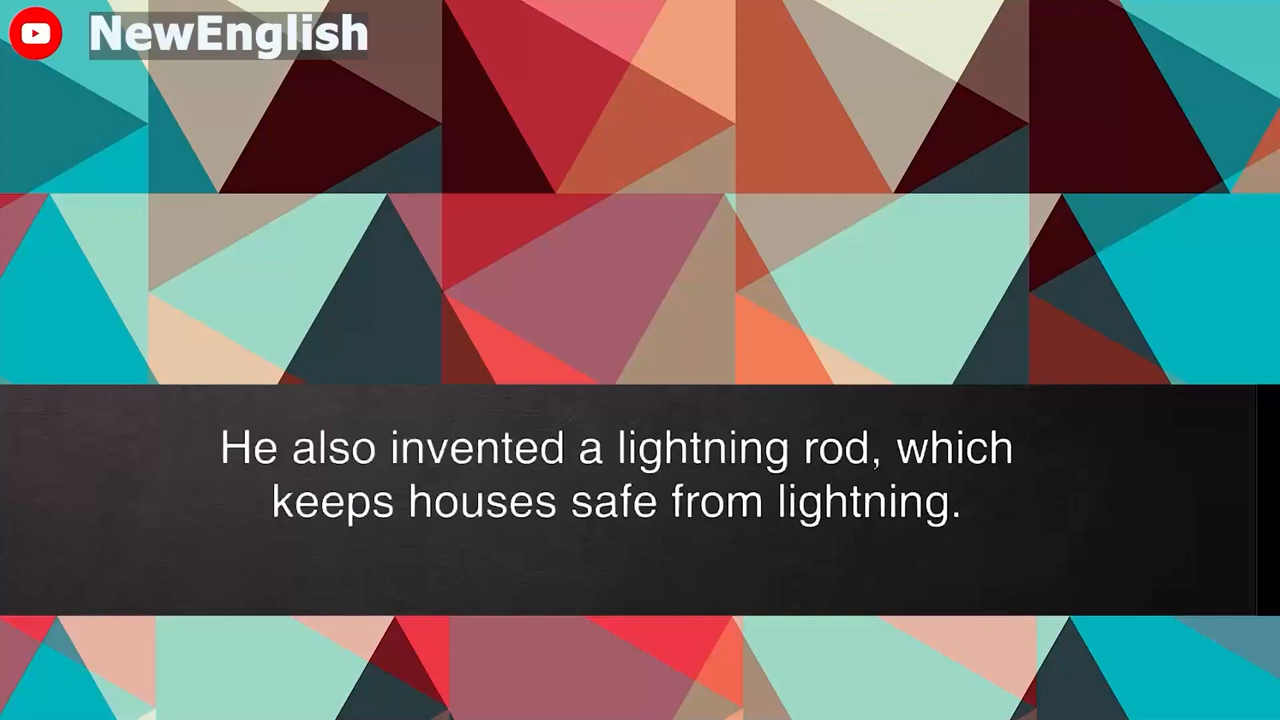 NewEnglish
He also invented a lightning rod, which
keeps houses safe from lightning.